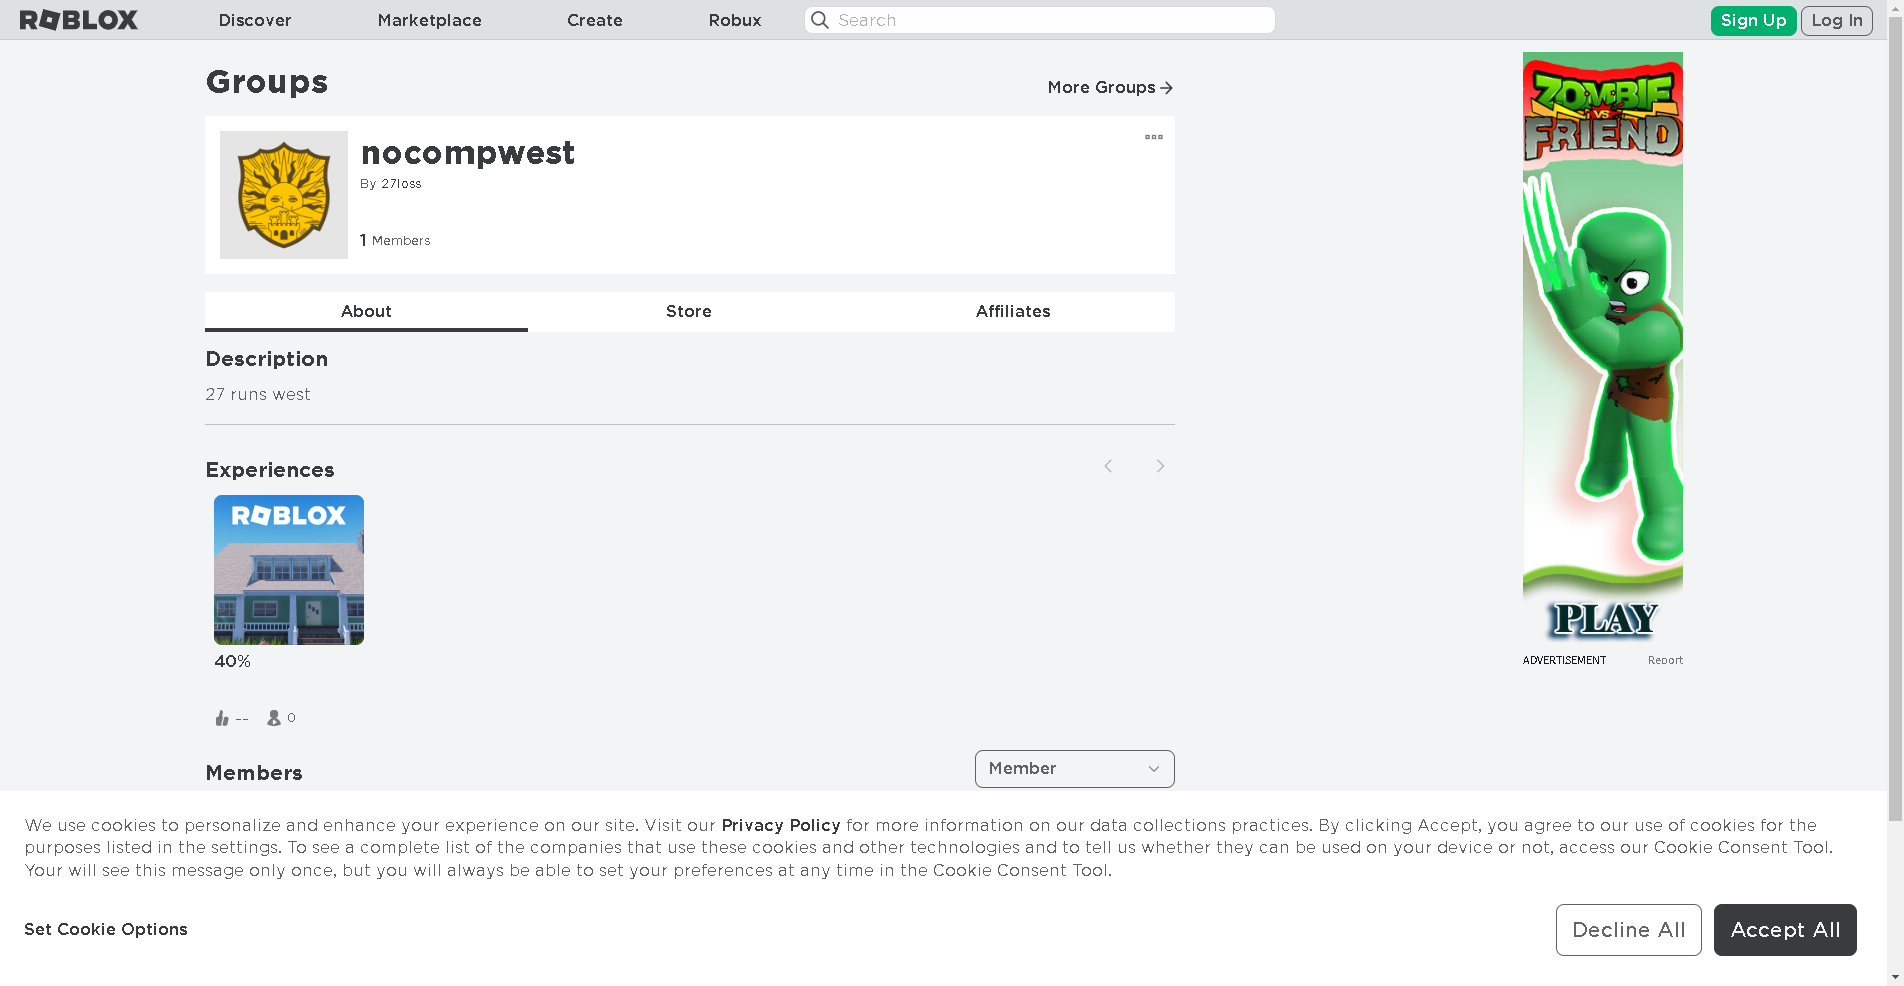 ROBLOX
Discover
Marketplace
Create
Robux
Search
Sign Up
Log In
Groups
More Groups
nocompwest
By 27loss
1 Members
About
Store
Affiliates
Description
27 runs west
Experiences
ROBLOX
40%
--
0
Members
Member
ZOMBIE
VS
FRIEND
PLAY
ADVERTISEMENT
Report
We use cookies to personalize and enhance your experience on our site. Visit our Privacy Policy for more information on our data collections practices. By clicking Accept, you agree to our use of cookies for the
purposes listed in the settings. To see a complete list of the companies that use these cookies and other technologies and to tell us whether they can be used on your device or not, access our Cookie Consent Tool.
Your will see this message only once, but you will always be able to set your preferences at any time in the Cookie Consent Tool.
Set Cookie Options
Decline All
Accept All